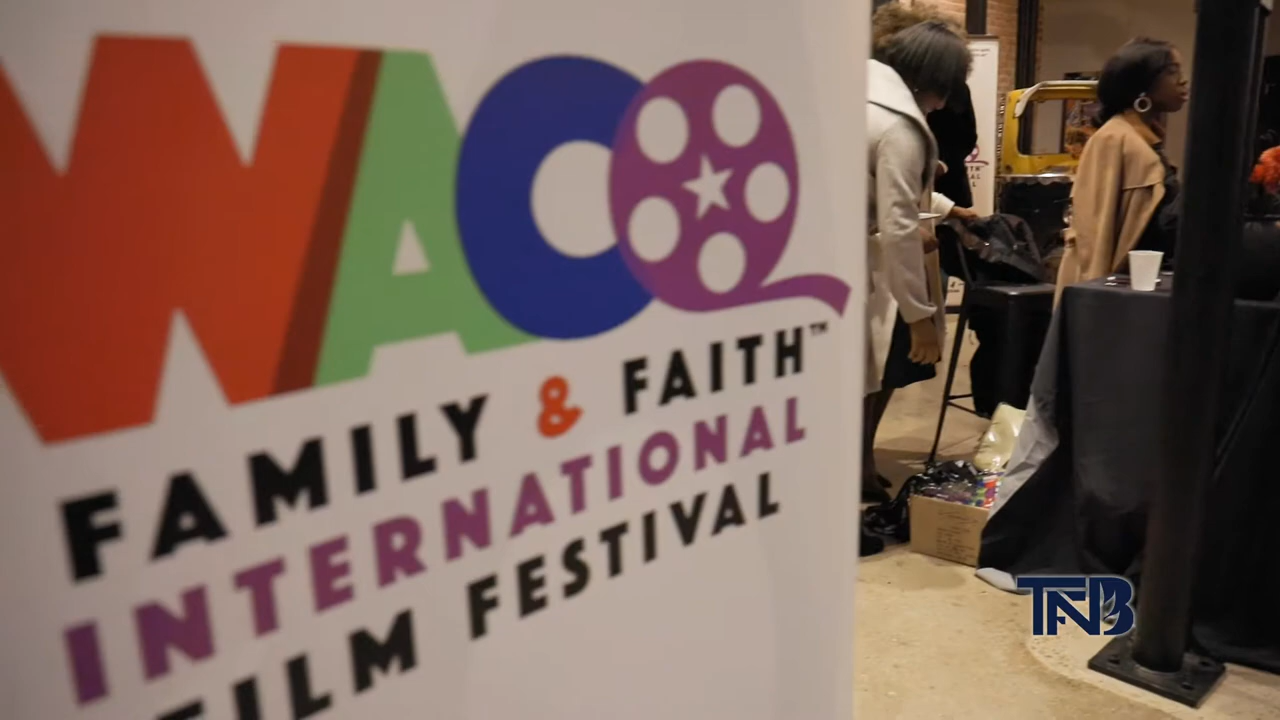 WACO
FAMILY & FAITH™
INTERNATIONAL
FILM FESTIVAL
TFNB